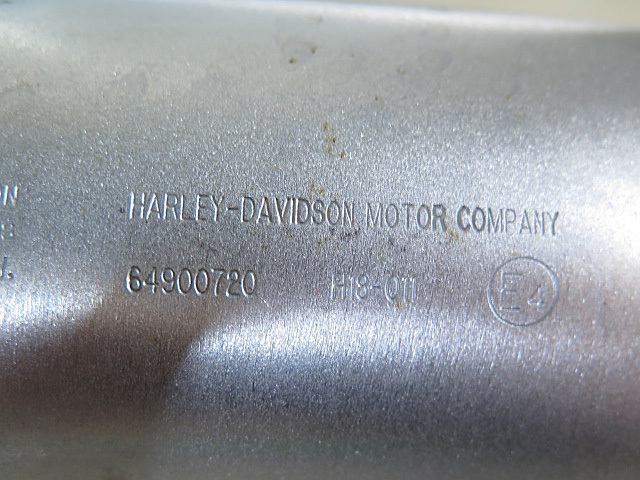 HARLEY-DAVIDSON MOTOR COMPANY
64900720 H18-011 E4